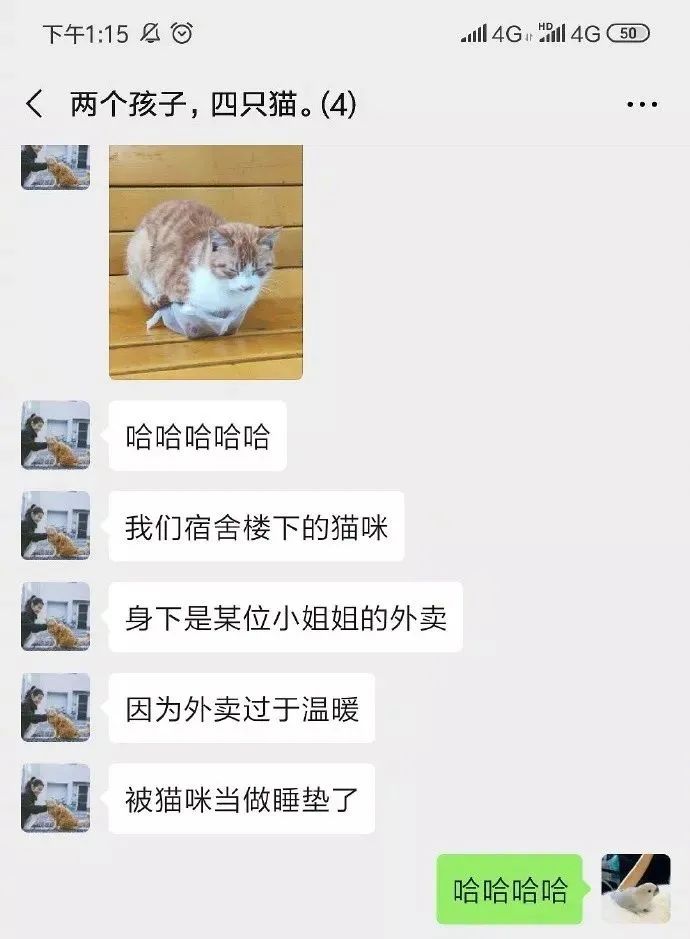 下午1:15 4G HD 4G 50
两个孩子，四只猫。(4)
哈哈哈哈哈
我们宿舍楼下的猫咪
身下是某位小姐姐的外卖
因为外卖过于温暖
被猫咪当做睡垫了
哈哈哈哈